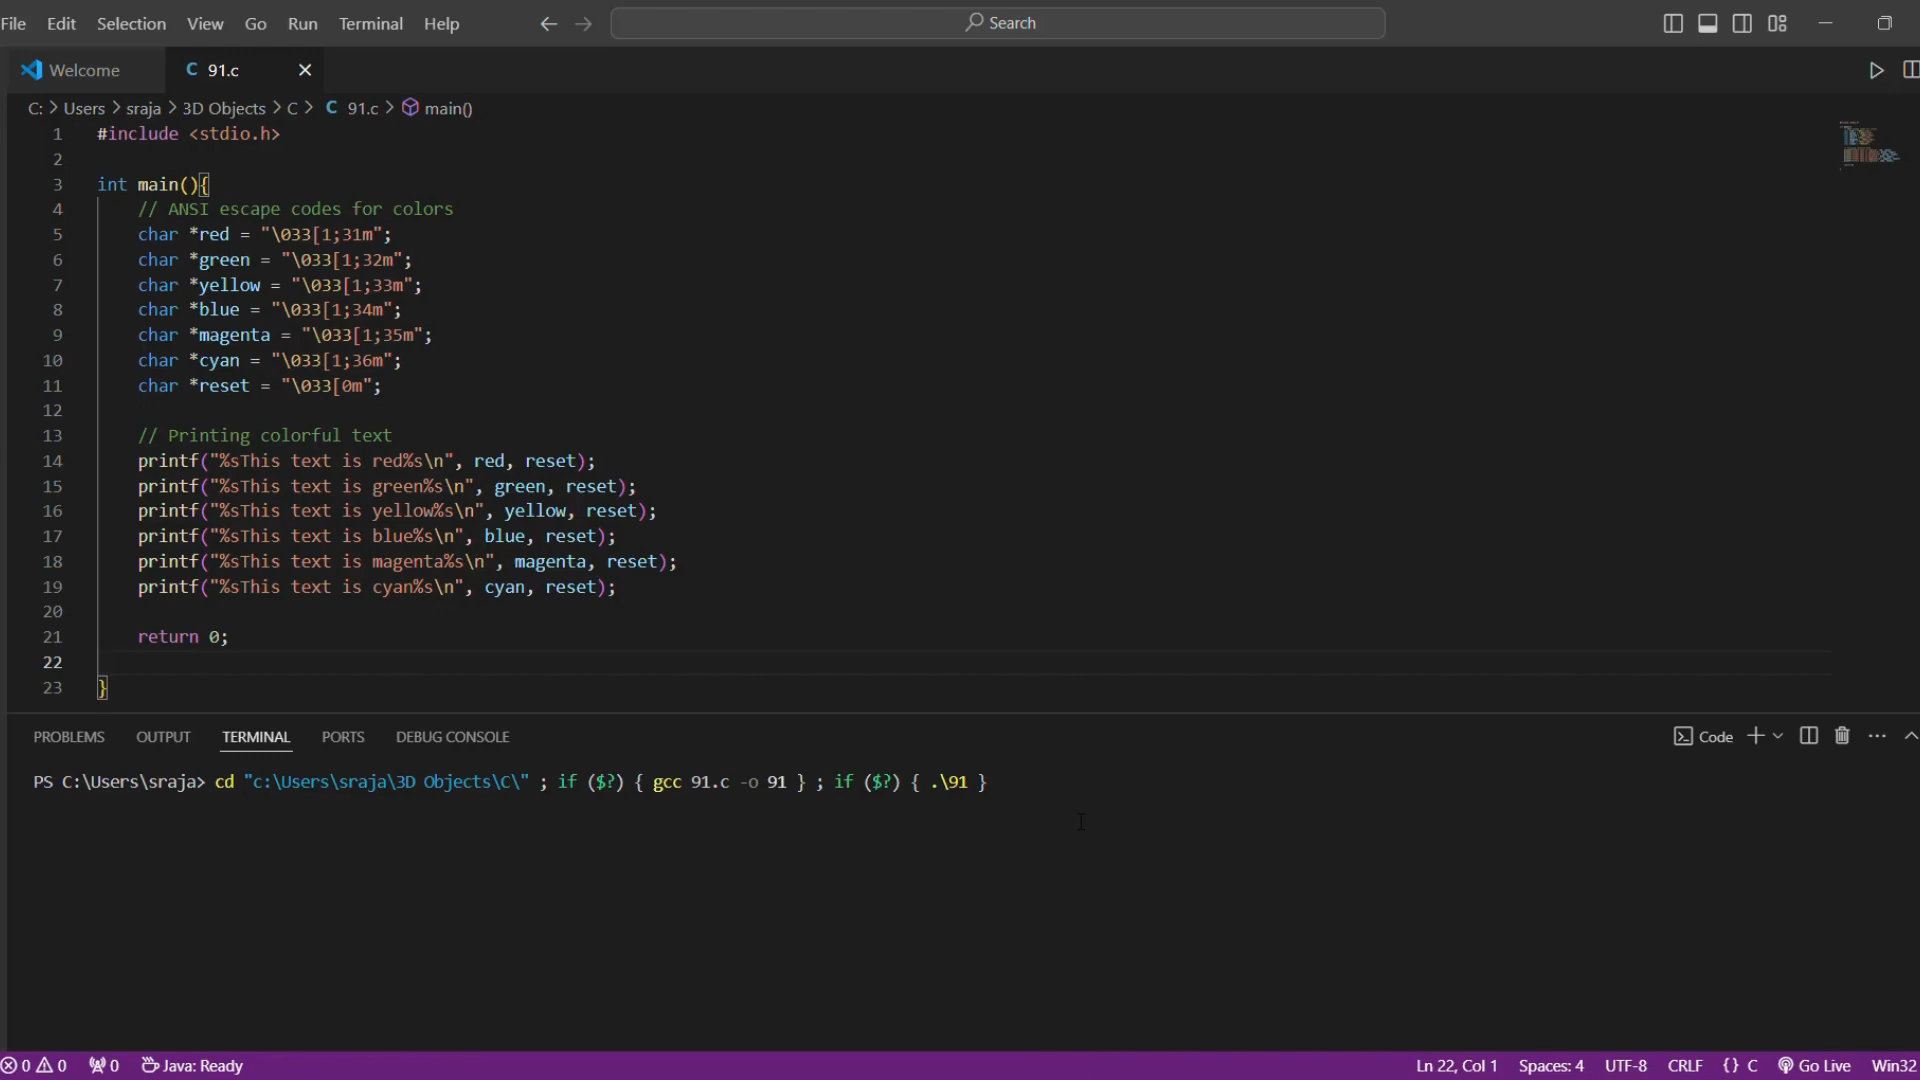 File Edit Selection View Go Run Terminal Help Search
Welcome C 91.c
C: > Users > sraja > 3D Objects > C > C 91.c > main()
1 #include <stdio.h>
2
3 int main(){
4     // ANSI escape codes for colors
5     char *red = "\033[1;31m";
6     char *green = "\033[1;32m";
7     char *yellow = "\033[1;33m";
8     char *blue = "\033[1;34m";
9     char *magenta = "\033[1;35m";
10     char *cyan = "\033[1;36m";
11     char *reset = "\033[0m";
12
13     // Printing colorful text
14     printf("%sThis text is red%s\n", red, reset);
15     printf("%sThis text is green%s\n", green, reset);
16     printf("%sThis text is yellow%s\n", yellow, reset);
17     printf("%sThis text is blue%s\n", blue, reset);
18     printf("%sThis text is magenta%s\n", magenta, reset);
19     printf("%sThis text is cyan%s\n", cyan, reset);
20
21     return 0;
22
23 }
PROBLEMS OUTPUT TERMINAL PORTS DEBUG CONSOLE Code
PS C:\Users\sraja> cd "c:\Users\sraja\3D Objects\C\" ; if ($?) { gcc 91.c -o 91 } ; if ($?) { .\91 }
0 0 0 Java: Ready Ln 22, Col 1 Spaces: 4 UTF-8 CRLF {} C Go Live Win32